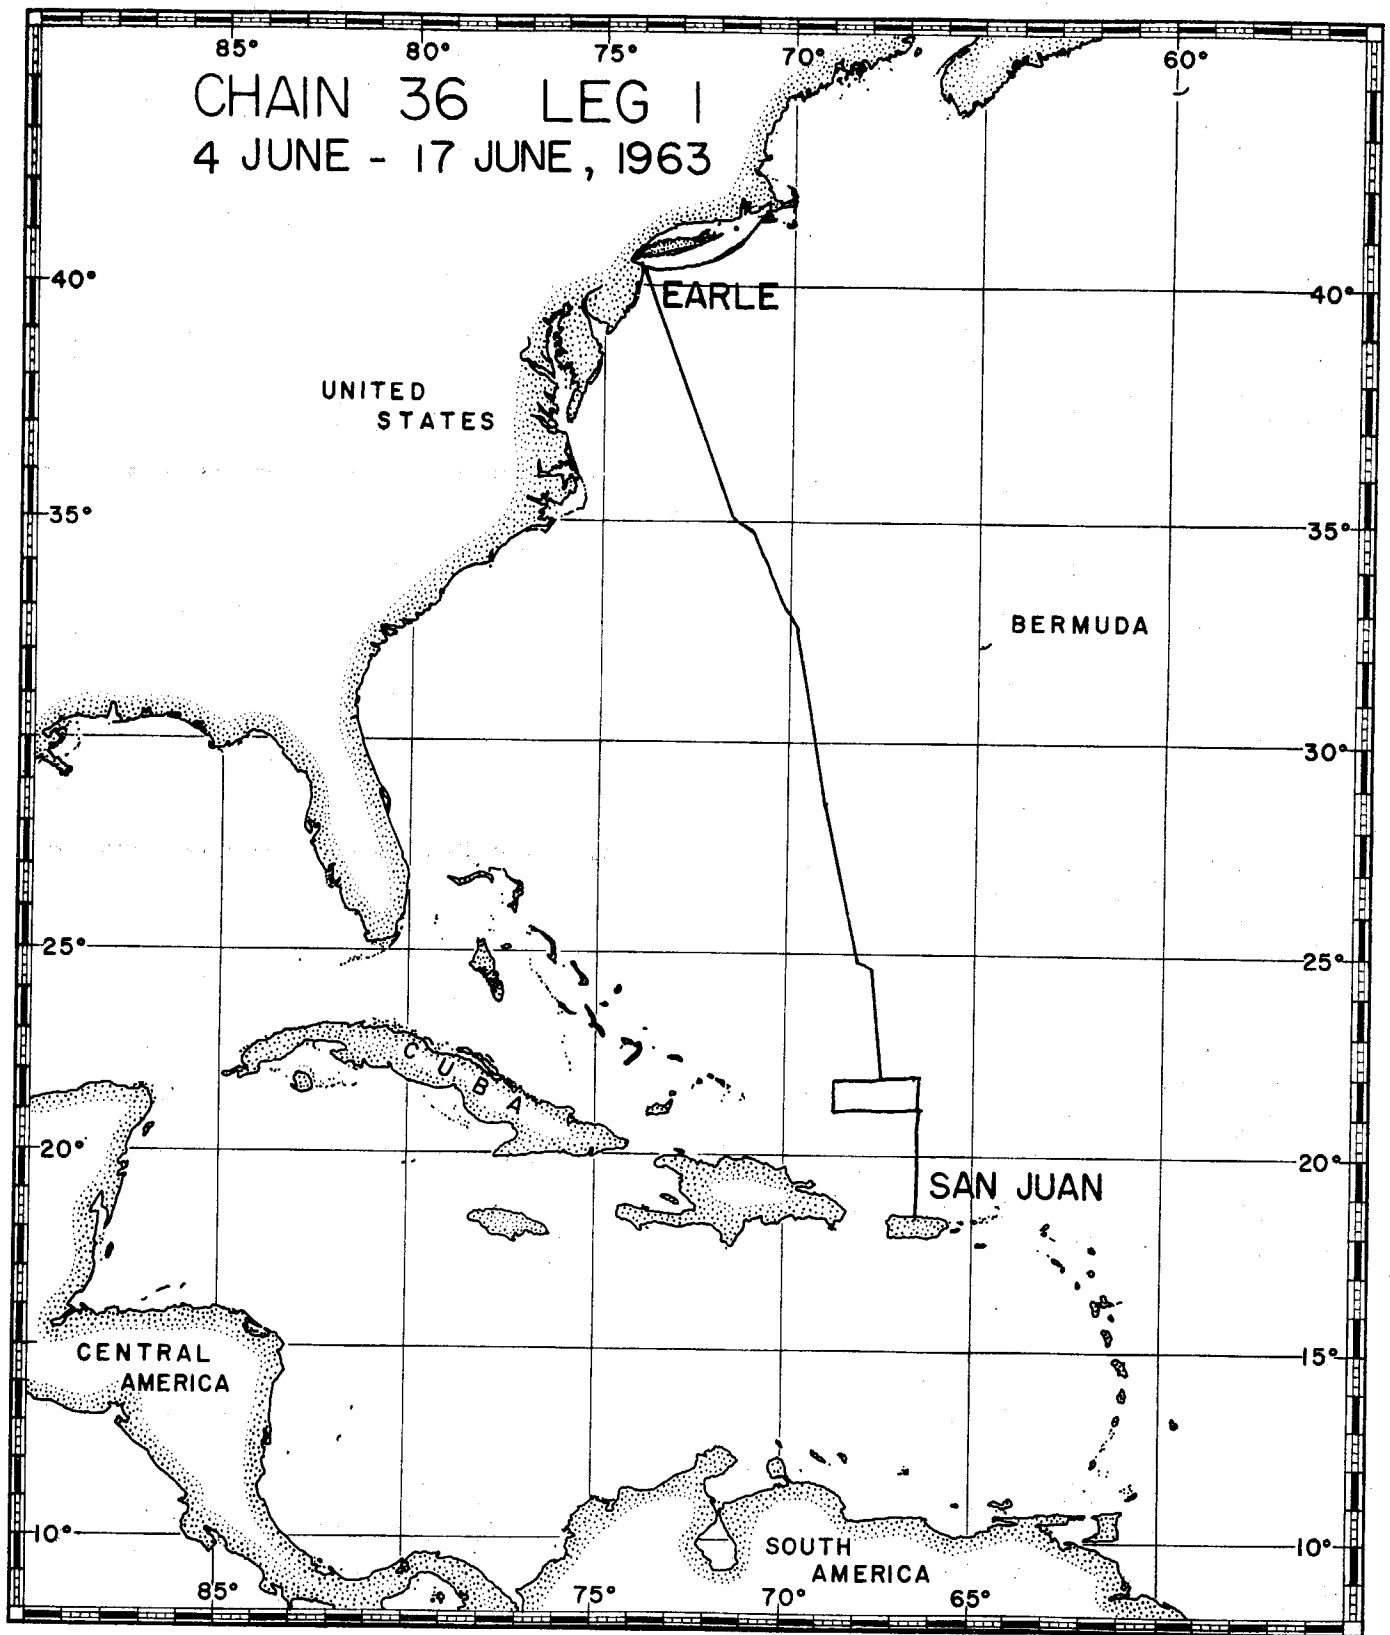 85° 80° 75° 70° 60°
CHAIN 36 LEG 1
4 JUNE - 17 JUNE, 1963
40° 40°
EARLE
UNITED
STATES
35° 35°
BERMUDA
30°
25° 25°
CUBA
20° 20°
SAN JUAN
CENTRAL
AMERICA
15°
10° 10°
SOUTH
AMERICA
85° 75° 70° 65°